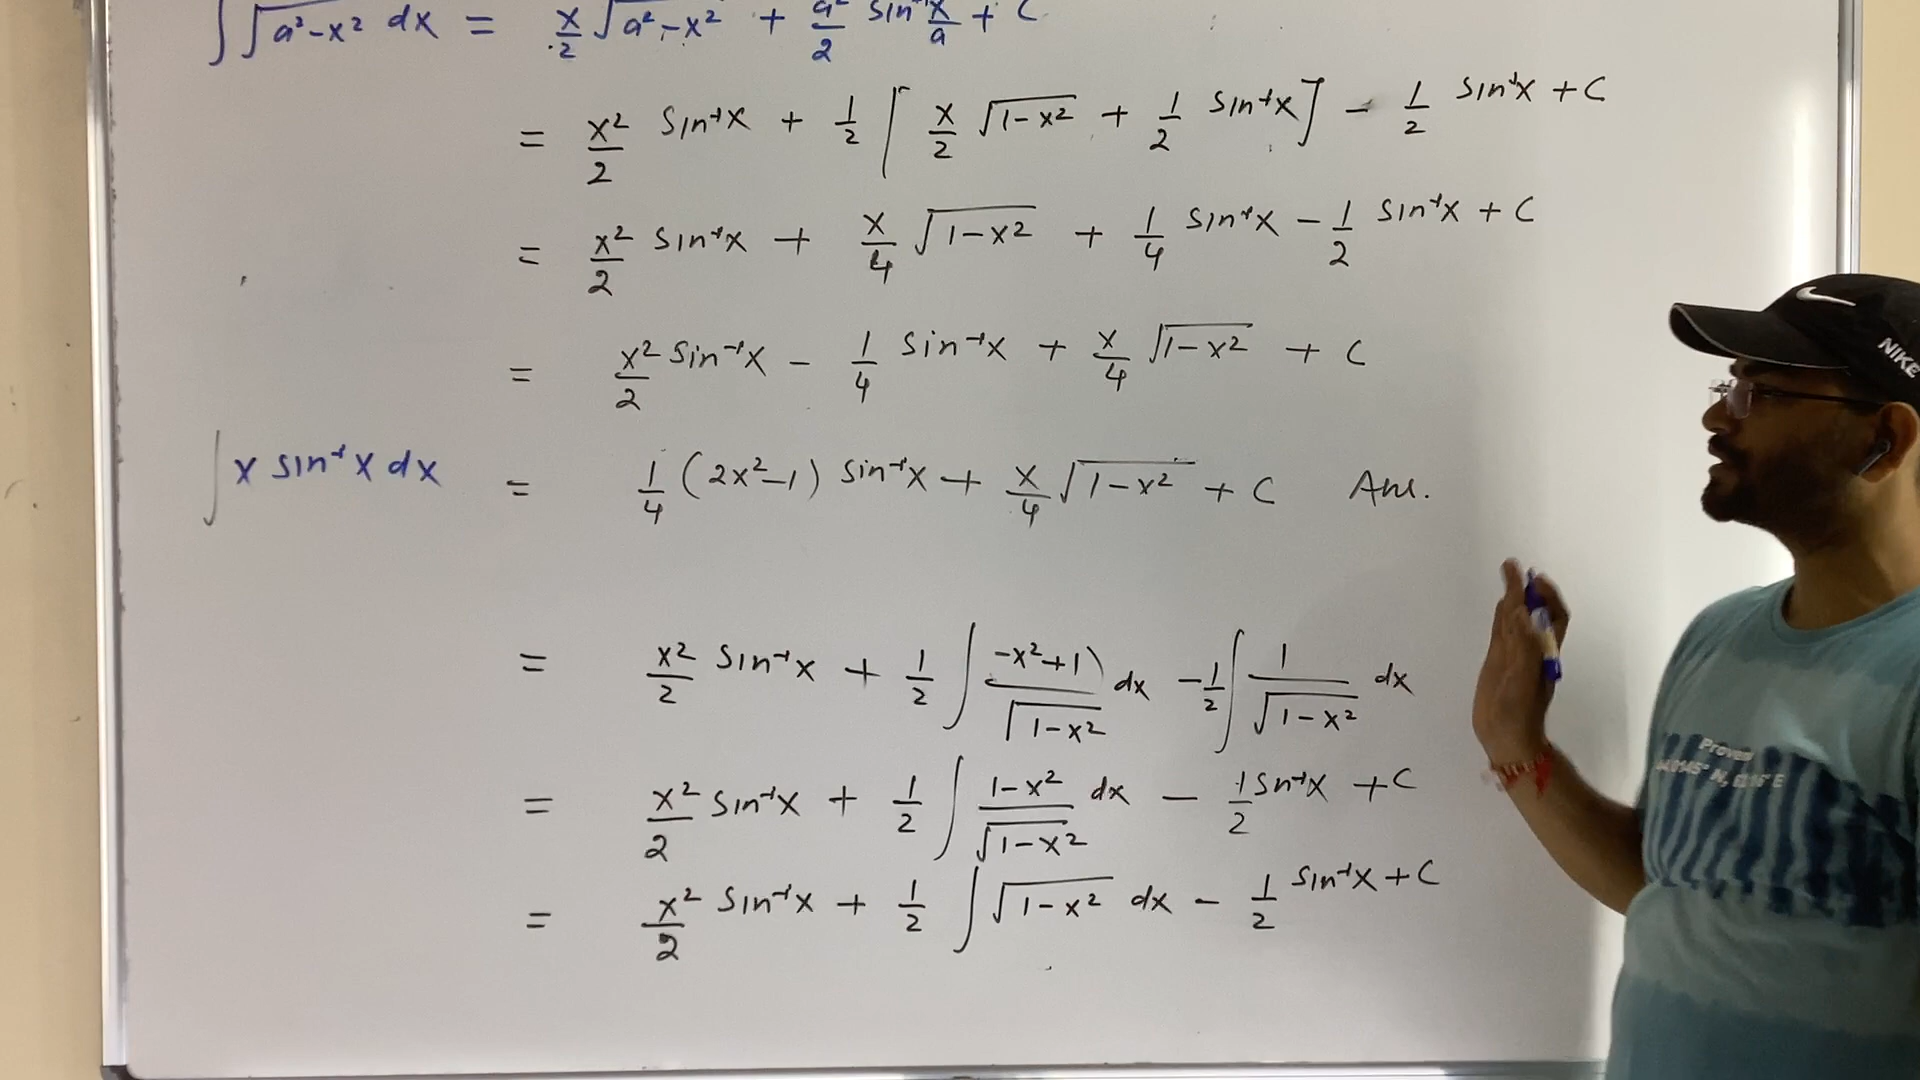 ∫√a²-x² dx = x/2 √a²-x² + a²/2 sin⁻¹ x/a + C
= x²/2 sin⁻¹x + 1/2 [ x/2 √1-x² + 1/2 sin⁻¹x ] - 1/2 sin⁻¹x + C
= x²/2 sin⁻¹x + x/4 √1-x² + 1/4 sin⁻¹x - 1/2 sin⁻¹x + C
= x²/2 sin⁻¹x - 1/4 sin⁻¹x + x/4 √1-x² + C
∫x sin⁻¹x dx = 1/4 (2x²-1) sin⁻¹x + x/4 √1-x² + C Ans.
= x²/2 sin⁻¹x + 1/2 ∫ -x²+1)/√1-x² dx - 1/2 ∫ 1/√1-x² dx
= x²/2 sin⁻¹x + 1/2 ∫ 1-x²/√1-x² dx - 1/2 sn⁻¹x + C
= x²/2 sin⁻¹x + 1/2 ∫ √1-x² dx - 1/2 sin⁻¹x + C
NIKE